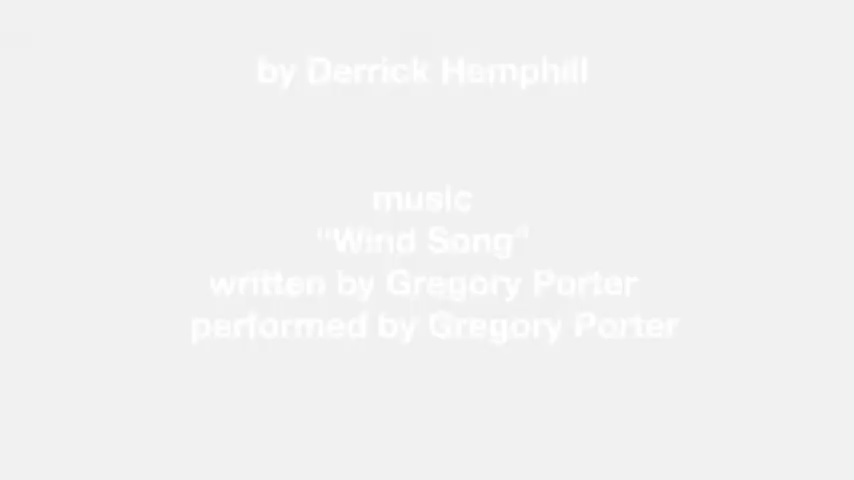 by Derrick Hemphill
music
“Wind Song”
written by Gregory Porter
performed by Gregory Porter